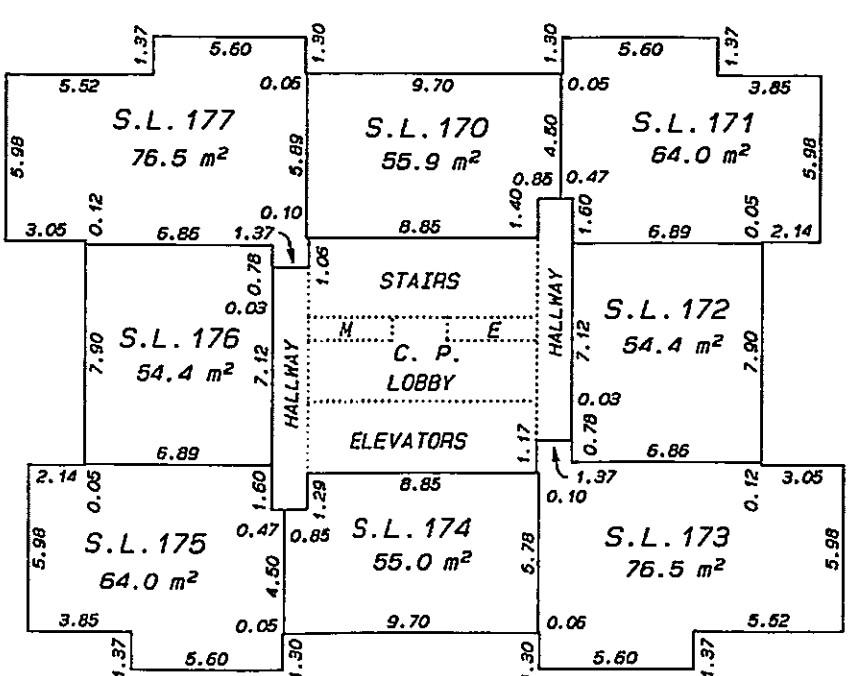 1.37
5.60
1.30
1.30
5.60
1.37
5.52
0.05
9.70
0.05
3.85
S.L. 177
76.5 m²
5.98
5.89
S.L. 170
55.9 m²
4.50
S.L. 171
64.0 m²
5.98
0.85
0.47
1.40
1.60
0.12
0.10
0.05
3.05
6.86
1.37
8.85
6.89
2.14
0.78
1.06
STAIRS
0.03
S.L. 176
54.4 m²
7.90
7.12
HALLWAY
M
E
C. P.
LOBBY
HALLWAY
7.12
S.L. 172
54.4 m²
7.90
0.03
ELEVATORS
1.17
0.78
6.89
6.86
2.14
0.05
1.60
1.29
8.85
1.37
0.10
0.12
3.05
0.47
0.85
S.L. 175
64.0 m²
5.98
4.50
S.L. 174
55.0 m²
5.78
S.L. 173
76.5 m²
5.98
3.85
0.05
9.70
0.06
5.52
1.37
5.60
1.30
1.30
5.60
1.37